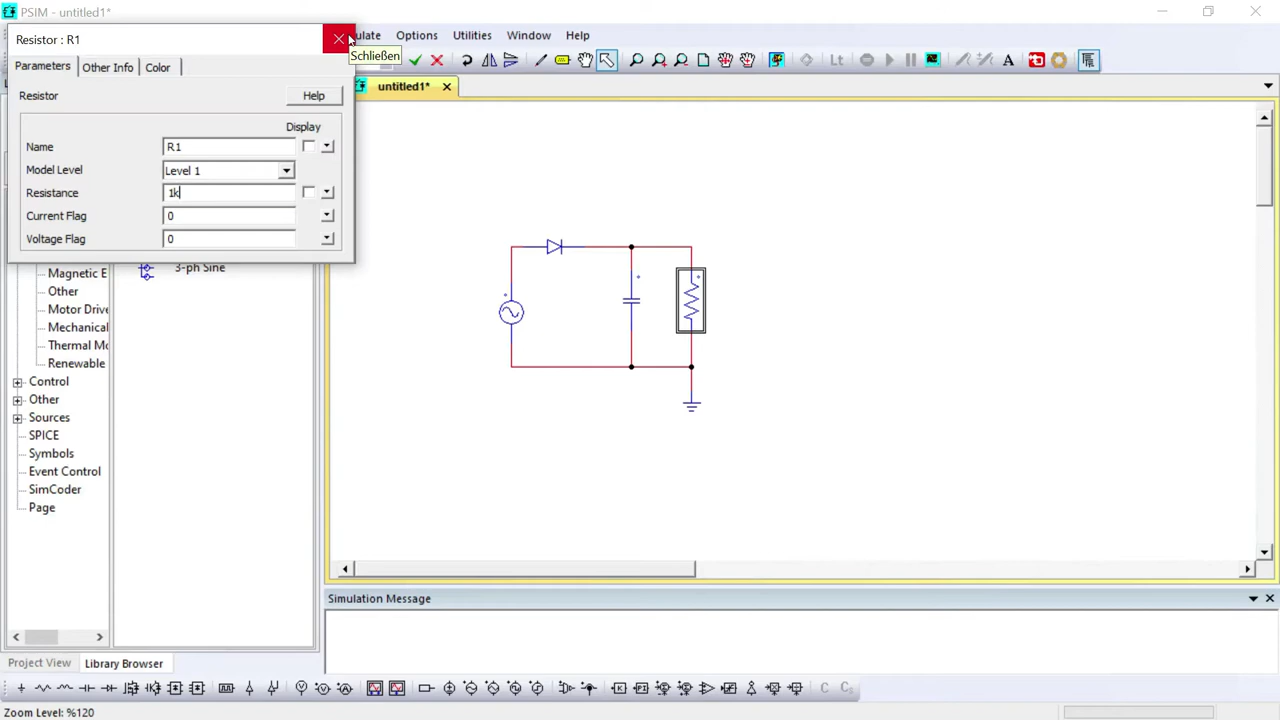 PSIM - untitled1*
Resistor : R1
ulate
Options
Utilities
Window
Help
Schließen
Parameters
Other Info
Color
Lt
A
untitled1*
Resistor
Help
Display
Name
R1
Model Level
Level 1
Resistance
1k
Current Flag
0
Voltage Flag
0
3-ph Sine
Magnetic E
Other
Motor Drive
Mechanical
Thermal Mo
Renewable
Control
Other
Sources
SPICE
Symbols
Event Control
SimCoder
Page
Simulation Message
Project View
Library Browser
Zoom Level: %120